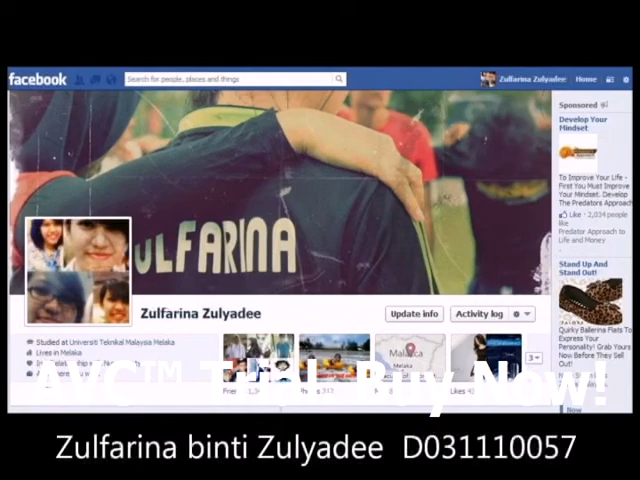 facebook
Search for people, places and things
Zulfarina Zulyadee
Home
Sponsored
Develop Your Mindset
To Improve Your Life -
First You Must Improve
Your Mindset. Develop
The Predators Approach
Like · 2,034 people
like
Predator Approach to
Life and Money
ULFARINA
Stand Up And
Stand Out!
Quirky Ballerina Flats To
Express Your
Personality! Grab Yours
Now Before They Sell
Out!
Zulfarina Zulyadee
Update info
Activity log
Studied at Universiti Teknikal Malaysia Melaka
Lives in Melaka
Malacca
3
AVC™ Trial. Buy Now!
Photos 312
Likes
Zulfarina binti Zulyadee D031110057